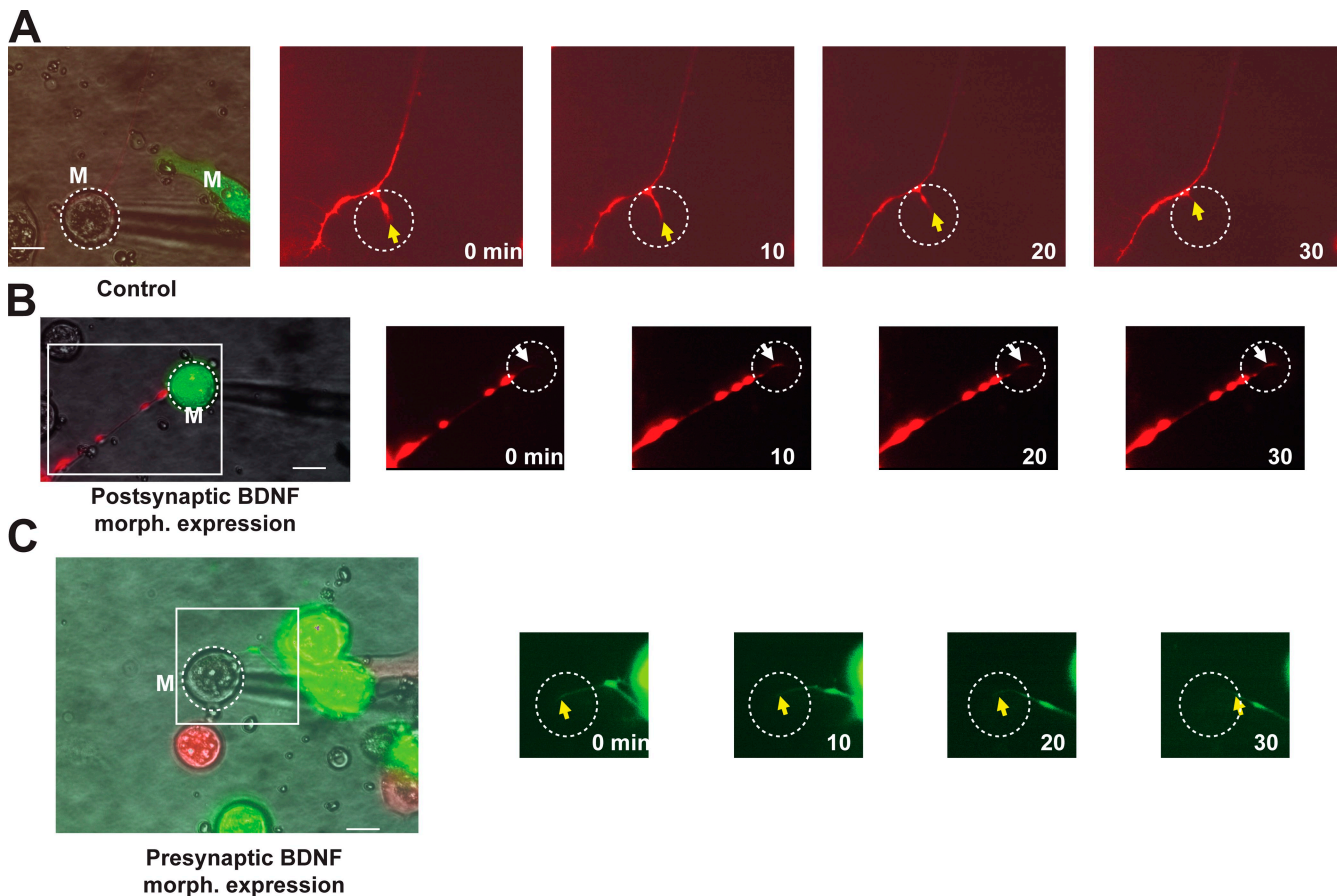 A
M
M
0 min
10
20
30
Control
B
M
0 min
10
20
30
Postsynaptic BDNF
morph. expression
C
M
0 min
10
20
30
Presynaptic BDNF
morph. expression